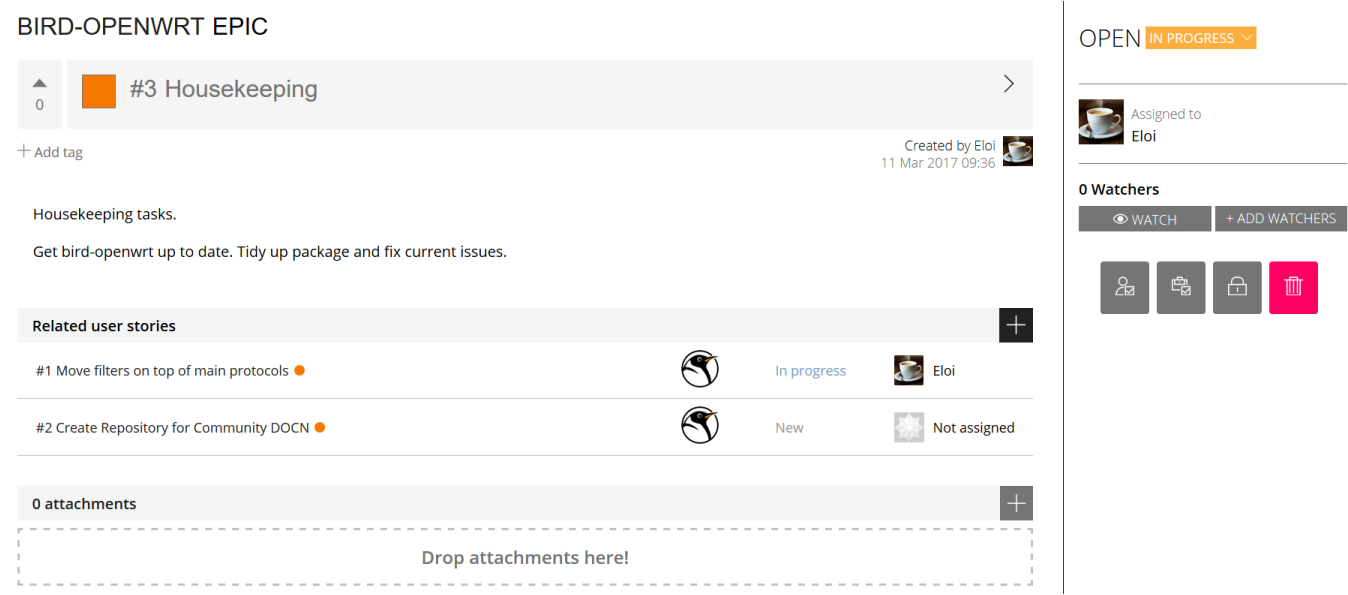 BIRD-OPENWRT EPIC
0
#3 Housekeeping
+ Add tag
Created by Eloi
11 Mar 2017 09:36
Housekeeping tasks.
Get bird-openwrt up to date. Tidy up package and fix current issues.
Related user stories
#1 Move filters on top of main protocols
In progress
Eloi
#2 Create Repository for Community DOCN
New
Not assigned
0 attachments
Drop attachments here!
OPEN IN PROGRESS
Assigned to
Eloi
0 Watchers
WATCH
+ ADD WATCHERS